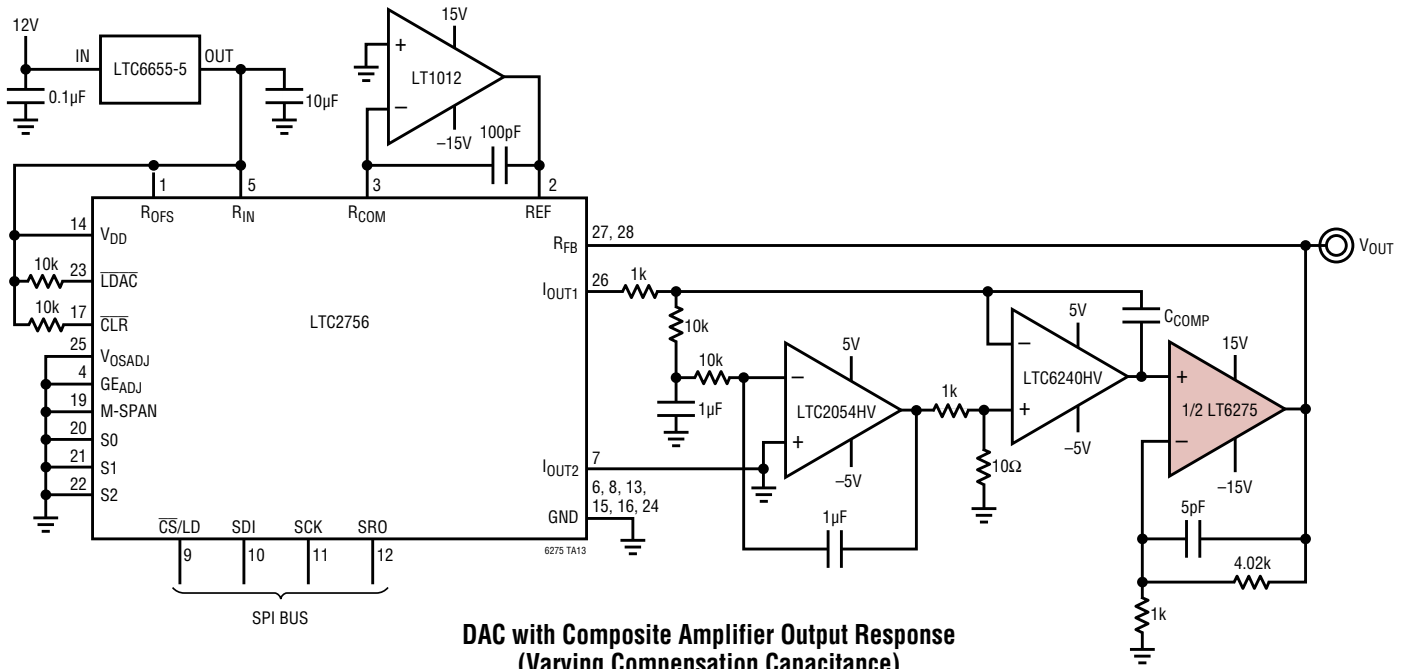 12V
IN
LTC6655-5
OUT
0.1µF
10µF
15V
+
LT1012
−
−15V
100pF
1
5
3
2
ROFS
RIN
RCOM
REF
14
VDD
10k
23
LDAC
10k
17
CLR
25
VOSADJ
4
GEADJ
19
M-SPAN
20
S0
21
S1
22
S2
LTC2756
RFB
27, 28
IOUT1
26
1k
IOUT2
7
GND
6, 8, 13,
15, 16, 24
CS/LD
SDI
SCK
SRO
9
10
11
12
SPI BUS
6275 TA13
10k
10k
1µF
5V
−
LTC2054HV
+
−5V
1µF
1k
10Ω
5V
−
LTC6240HV
+
−5V
CCOMP
15V
+
1/2 LT6275
−
−15V
5pF
4.02k
1k
VOUT
DAC with Composite Amplifier Output Response
(Varying Compensation Capacitance)